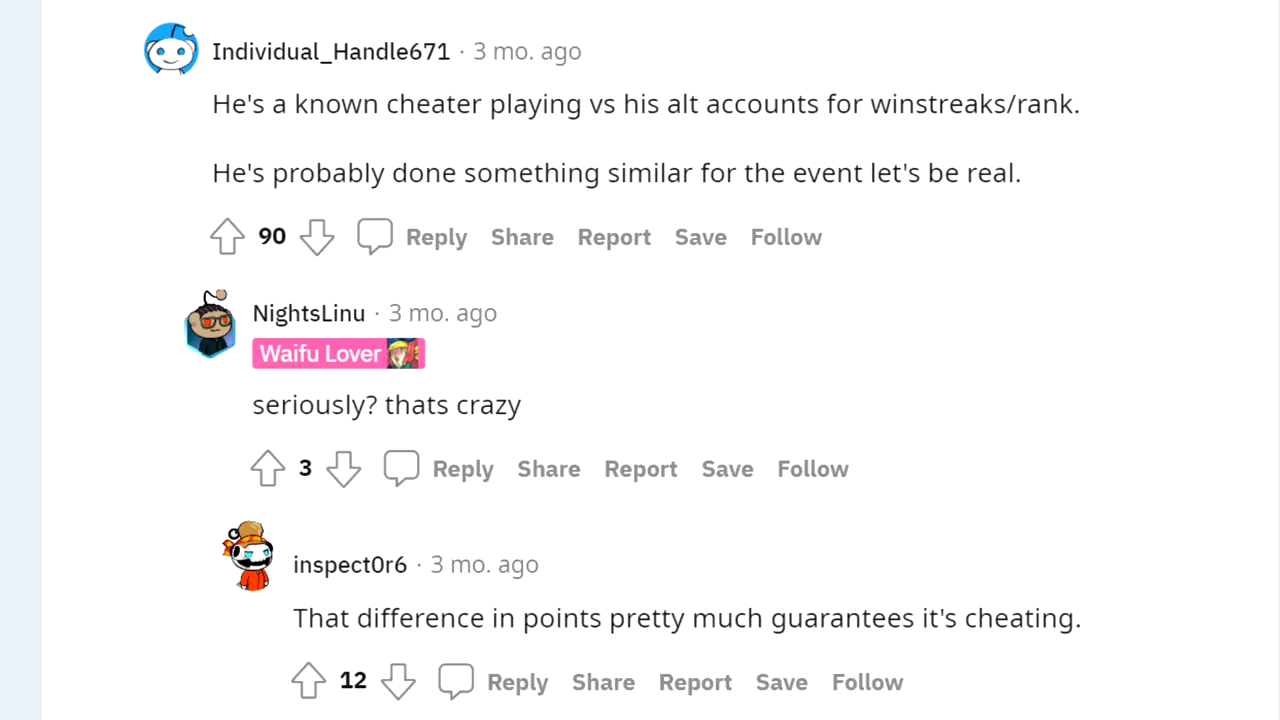 Individual_Handle671 · 3 mo. ago
He's a known cheater playing vs his alt accounts for winstreaks/rank.
He's probably done something similar for the event let's be real.
90 Reply Share Report Save Follow
NightsLinu · 3 mo. ago
Waifu Lover
seriously? thats crazy
3 Reply Share Report Save Follow
inspect0r6 · 3 mo. ago
That difference in points pretty much guarantees it's cheating.
12 Reply Share Report Save Follow